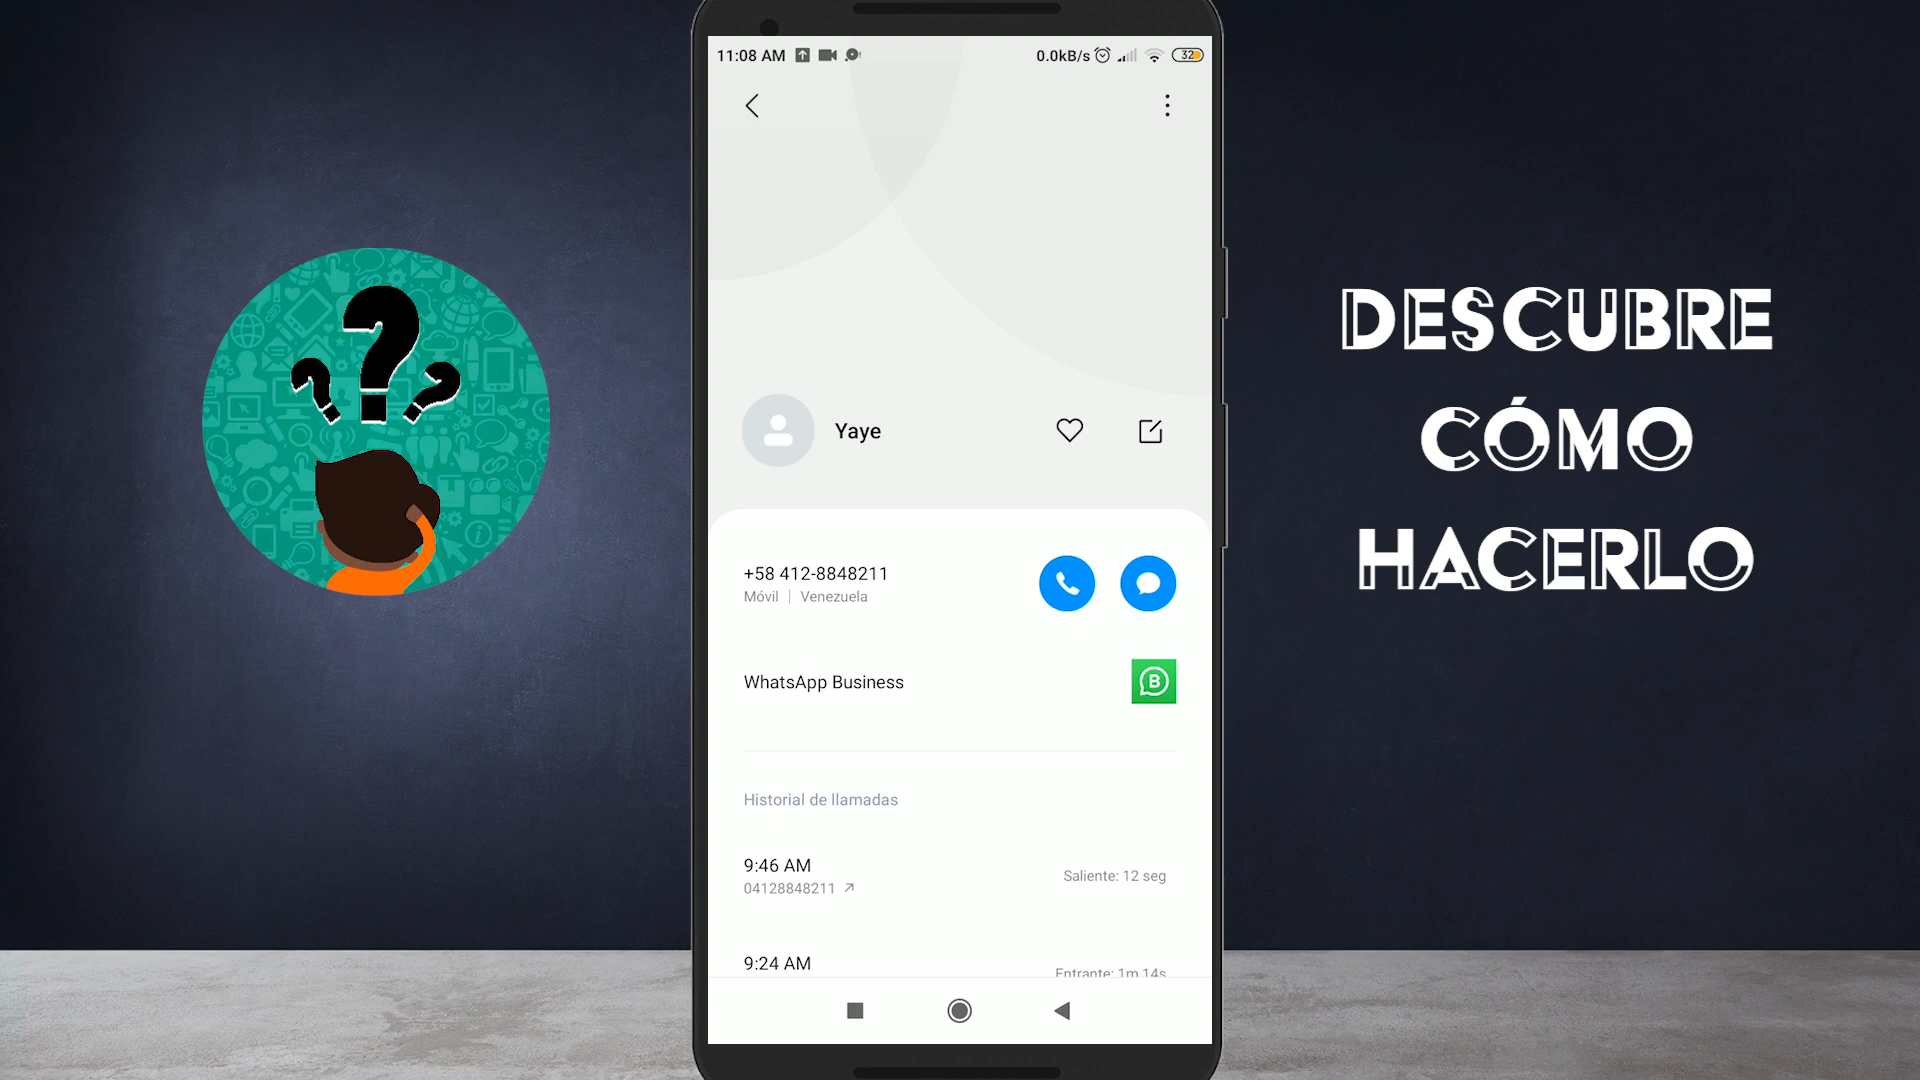 11:08 AM
0.0kB/s
32
Yaye
+58 412-8848211
Móvil | Venezuela
WhatsApp Business
B
Historial de llamadas
9:46 AM
04128848211
Saliente: 12 seg
9:24 AM
Entrante: 1m 14s
DESCUBRE
CÓMO
HACERLO